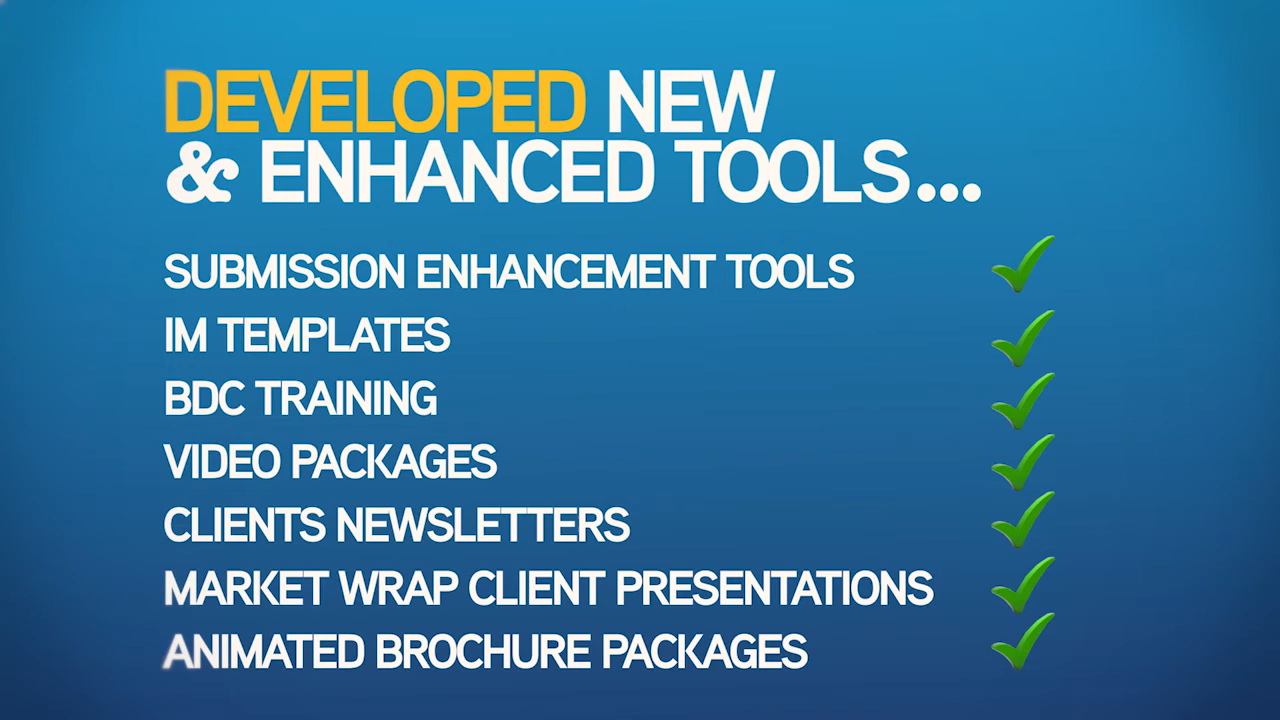 DEVELOPED NEW
& ENHANCED TOOLS...
SUBMISSION ENHANCEMENT TOOLS
IM TEMPLATES
BDC TRAINING
VIDEO PACKAGES
CLIENTS NEWSLETTERS
MARKET WRAP CLIENT PRESENTATIONS
ANIMATED BROCHURE PACKAGES